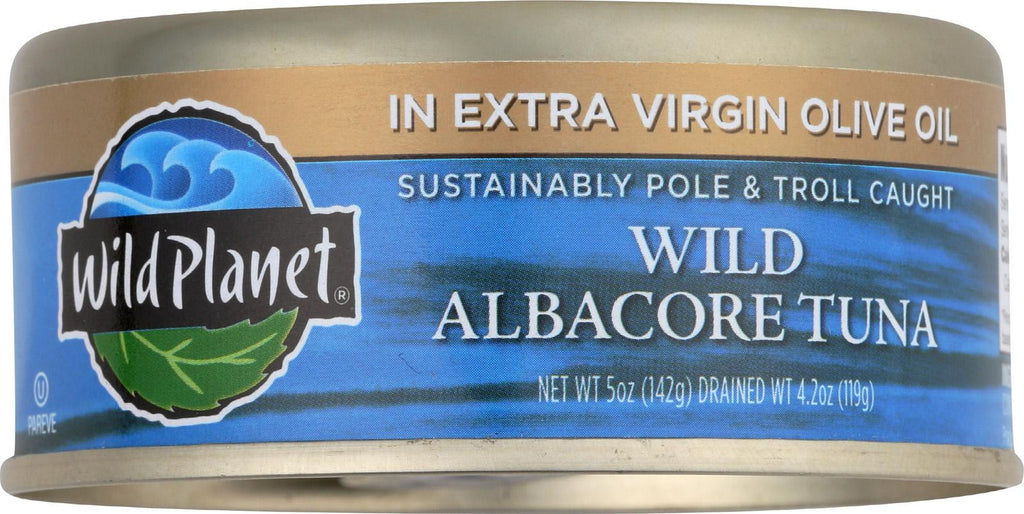 IN EXTRA VIRGIN OLIVE OIL
SUSTAINABLY POLE & TROLL CAUGHT
Wild Planet®
WILD
ALBACORE TUNA
NET WT 5oz (142g) DRAINED WT 4.2oz (119g)
U
PAREVE